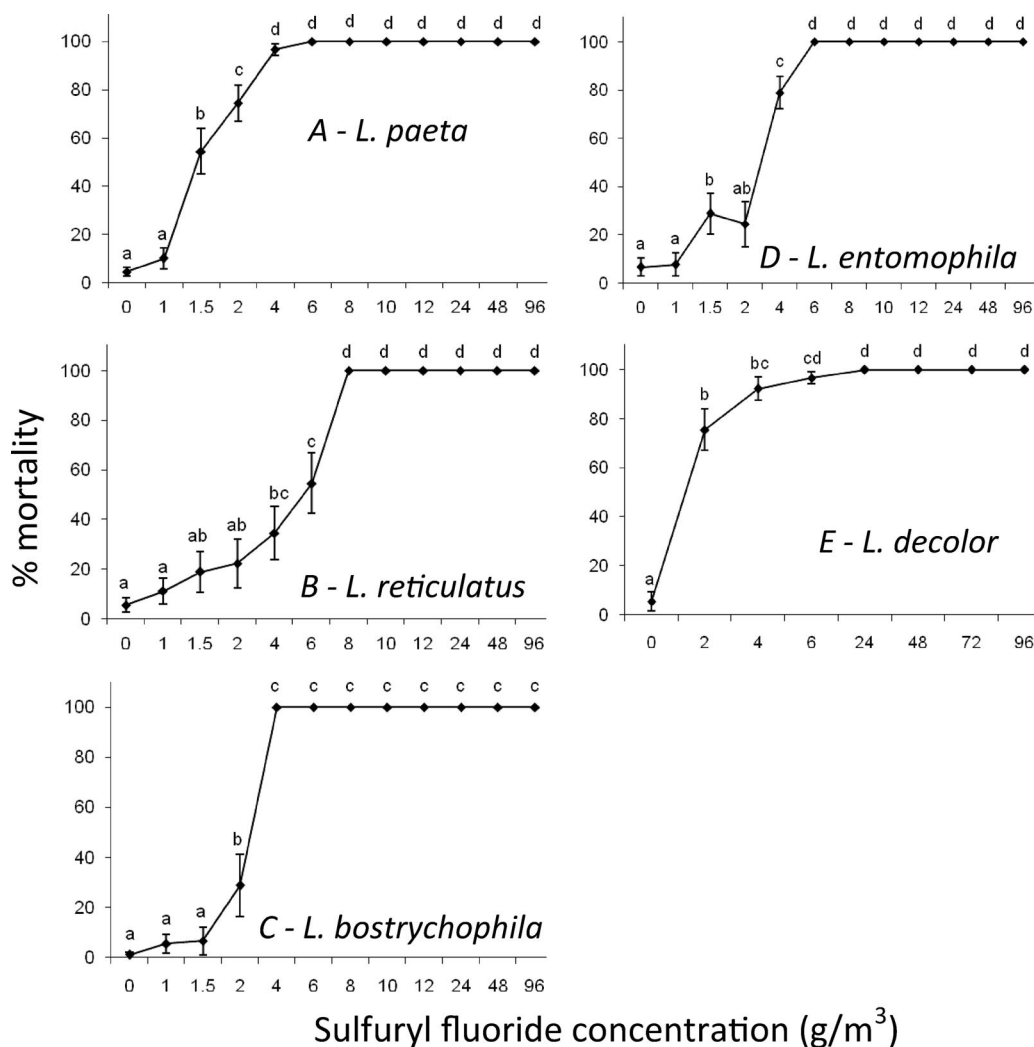 d d d d d d d d
100
80
60
40
20
0
c
b
a a
A - L. paeta
0 1 1.5 2 4 6 8 10 12 24 48 96
d d d d d d d
100
80
60
40
20
0
c
b
ab
a a
D - L. entomophila
0 1 1.5 2 4 6 8 10 12 24 48 96
% mortality
d d d d d d
100
80
60
40
20
0
c
bc
ab ab
a a
B - L. reticulatus
0 1 1.5 2 4 6 8 10 12 24 48 96
d d d d
100
80
60
40
20
0
cd
bc
b
a
E - L. decolor
0 2 4 6 24 48 72 96
c c c c c c c c
100
80
60
40
20
0
b
a a a
C - L. bostrychophila
0 1 1.5 2 4 6 8 10 12 24 48 96
Sulfuryl fluoride concentration (g/m³)